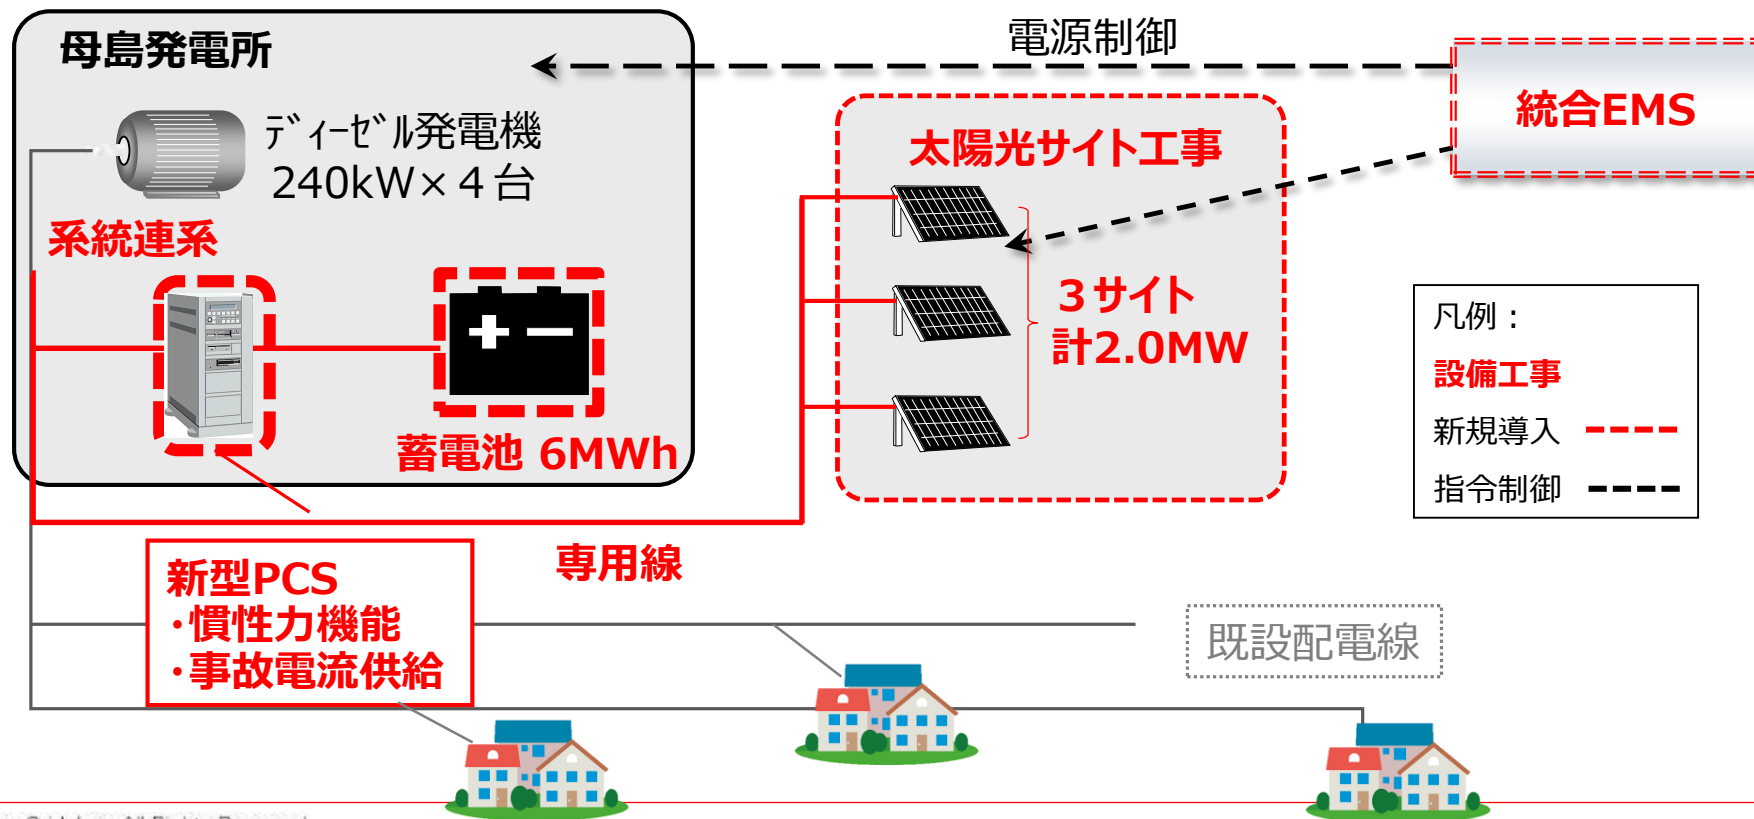 母島発電所
電源制御
統合EMS
ﾃﾞｨｰｾﾞﾙ発電機
240kW×４台
太陽光サイト工事
系統連系
３サイト
計2.0MW
蓄電池 6MWh
凡例：
設備工事
新規導入
指令制御
専用線
新型PCS
・慣性力機能
・事故電流供給
既設配電線